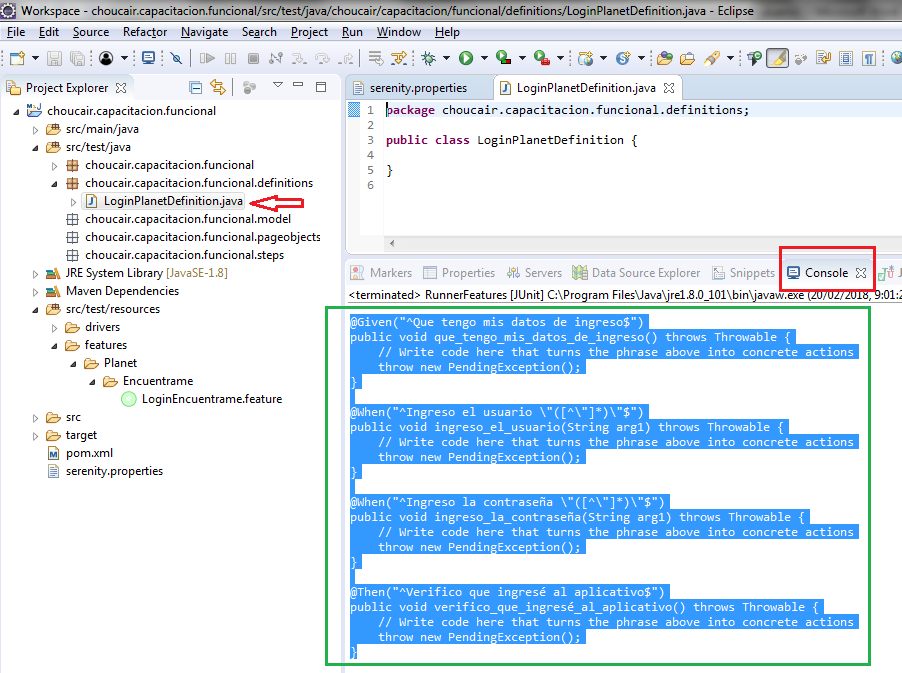 Workspace - choucair.capacitacion.funcional/src/test/java/choucair/capacitacion/funcional/definitions/LoginPlanetDefinition.java - Eclipse
File Edit Source Refactor Navigate Search Project Run Window Help
Project Explorer
choucair.capacitacion.funcional
src/main/java
src/test/java
choucair.capacitacion.funcional
choucair.capacitacion.funcional.definitions
LoginPlanetDefinition.java
choucair.capacitacion.funcional.model
choucair.capacitacion.funcional.pageobjects
choucair.capacitacion.funcional.steps
JRE System Library [JavaSE-1.8]
Maven Dependencies
src/test/resources
drivers
features
Planet
Encuentrame
LoginEncuentrame.feature
src
target
pom.xml
serenity.properties
serenity.properties LoginPlanetDefinition.java
1 package choucair.capacitacion.funcional.definitions;
2
3 public class LoginPlanetDefinition {
4
5 }
6
Markers Properties Servers Data Source Explorer Snippets Console J
<terminated> RunnerFeatures [JUnit] C:\Program Files\Java\jre1.8.0_101\bin\javaw.exe (20/02/2018, 9:01:2
@Given("^Que tengo mis datos de ingreso$")
public void que_tengo_mis_datos_de_ingreso() throws Throwable {
// Write code here that turns the phrase above into concrete actions
throw new PendingException();
}
@When("^Ingreso el usuario \"([^\"]*)\"$")
public void ingreso_el_usuario(String arg1) throws Throwable {
// Write code here that turns the phrase above into concrete actions
throw new PendingException();
}
@When("^Ingreso la contraseña \"([^\"]*)\"$")
public void ingreso_la_contraseña(String arg1) throws Throwable {
// Write code here that turns the phrase above into concrete actions
throw new PendingException();
}
@Then("^Verifico que ingresé al aplicativo$")
public void verifico_que_ingresé_al_aplicativo() throws Throwable {
// Write code here that turns the phrase above into concrete actions
throw new PendingException();
}